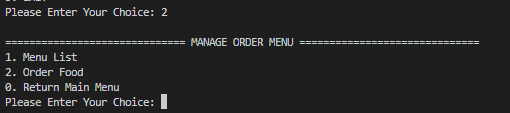 Please Enter Your Choice: 2
============================= MANAGE ORDER MENU =============================
1. Menu List
2. Order Food
0. Return Main Menu
Please Enter Your Choice: